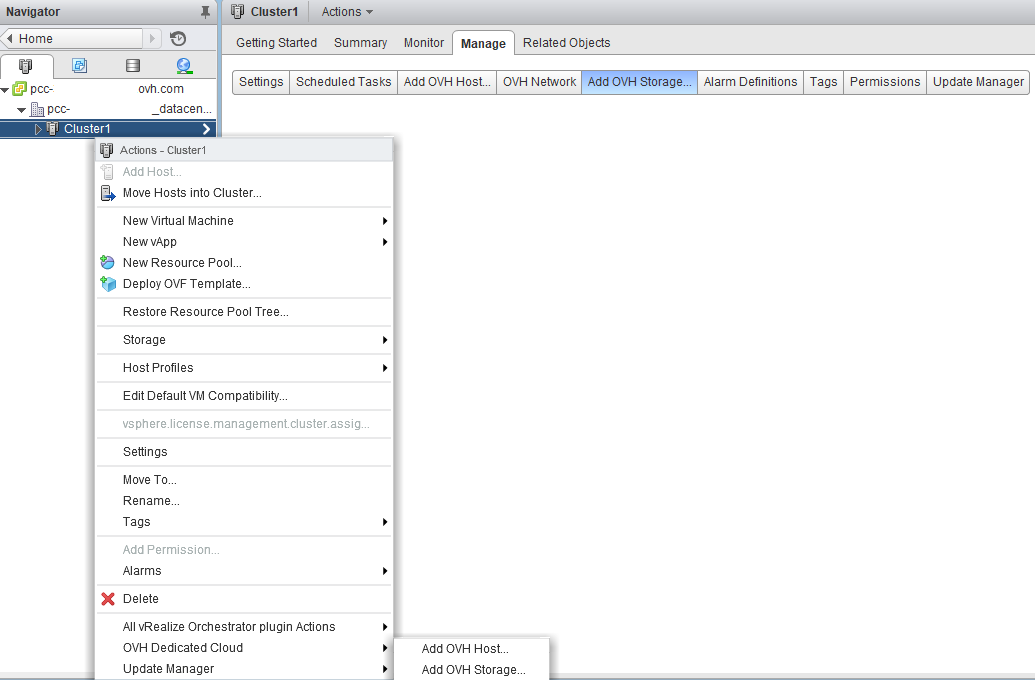 Navigator
Cluster1 Actions
Home
Getting Started Summary Monitor Manage Related Objects
Settings Scheduled Tasks Add OVH Host... OVH Network Add OVH Storage... Alarm Definitions Tags Permissions Update Manager
pcc- ovh.com
pcc- _datacen...
Cluster1
Actions - Cluster1
Add Host...
Move Hosts into Cluster...
New Virtual Machine
New vApp
New Resource Pool...
Deploy OVF Template...
Restore Resource Pool Tree...
Storage
Host Profiles
Edit Default VM Compatibility...
vsphere.license.management.cluster.assig...
Settings
Move To...
Rename...
Tags
Add Permission...
Alarms
Delete
All vRealize Orchestrator plugin Actions
OVH Dedicated Cloud
Add OVH Host...
Update Manager
Add OVH Storage...